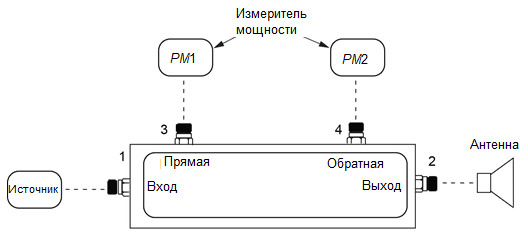 Измеритель
мощности
PM1
PM2
3
4
1
Прямая
Обратная
2
Антенна
Источник
Вход
Выход